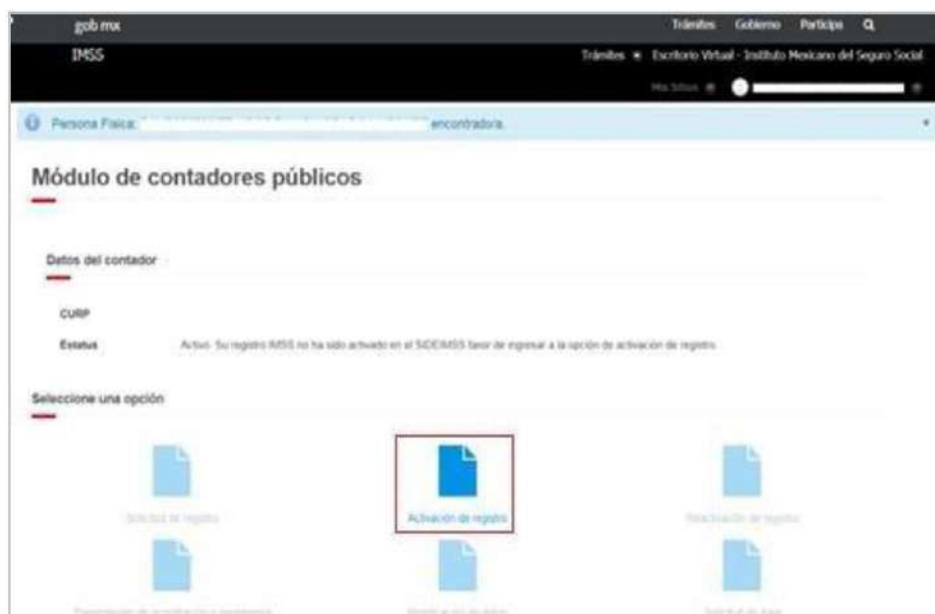 gob mx Trámites Gobierno Participa
IMSS Trámites Escritorio Virtual - Instituto Mexicano del Seguro Social
Mis Sitios
Persona Física: encontradora.
Módulo de contadores públicos
Datos del contador
CURP
Estatus Activo. Su registro IMSS no ha sido activado en el SIDEIMSS favor de ingresar a la opción de activación de registro.
Seleccione una opción
Solicitud de registro Activación de registro Reactivación de registro